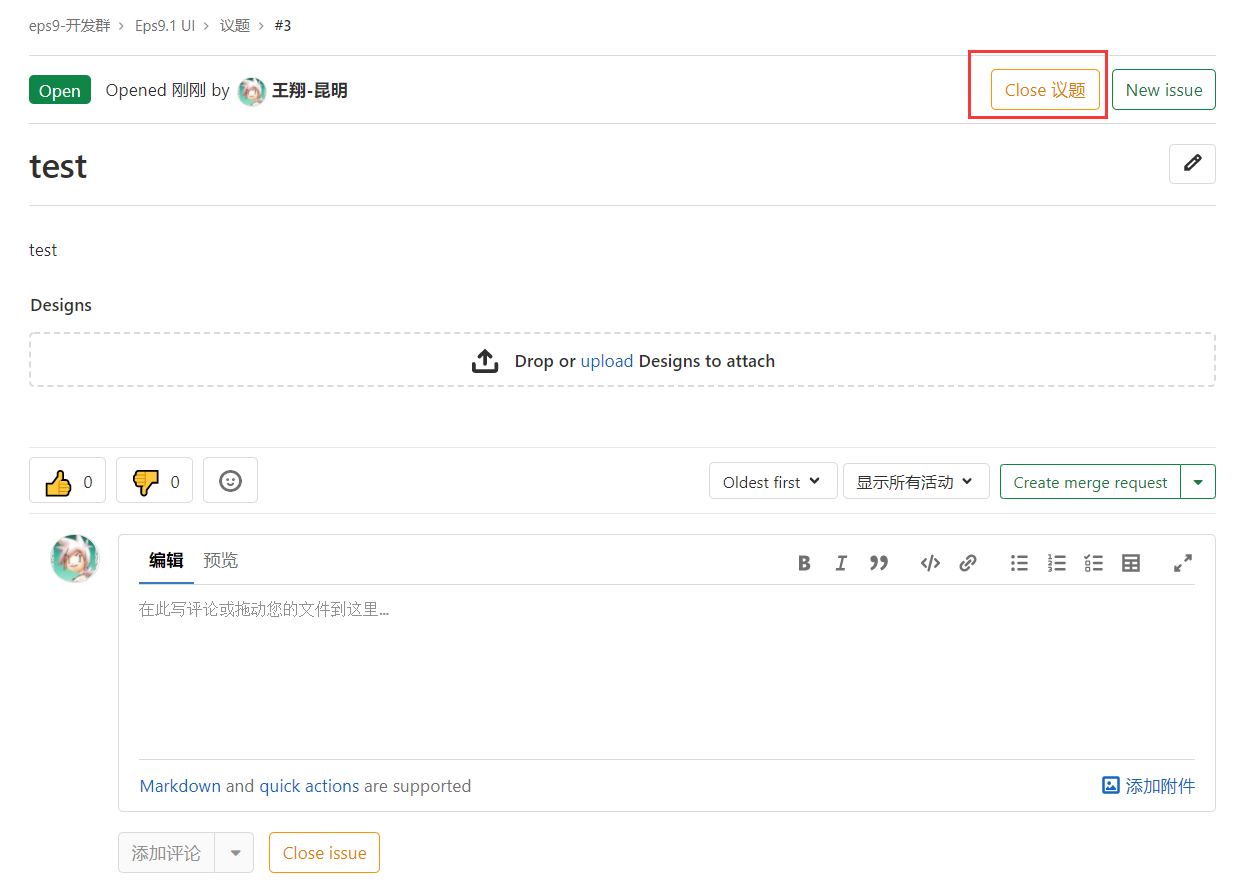 eps9-开发群 › Eps9.1 UI › 议题 › #3
Open Opened 刚刚 by 王翔-昆明 Close 议题 New issue
test
test
Designs
Drop or upload Designs to attach
0 0 Oldest first 显示所有活动 Create merge request
编辑 预览
在此写评论或拖动您的文件到这里...
Markdown and quick actions are supported 添加附件
添加评论 Close issue